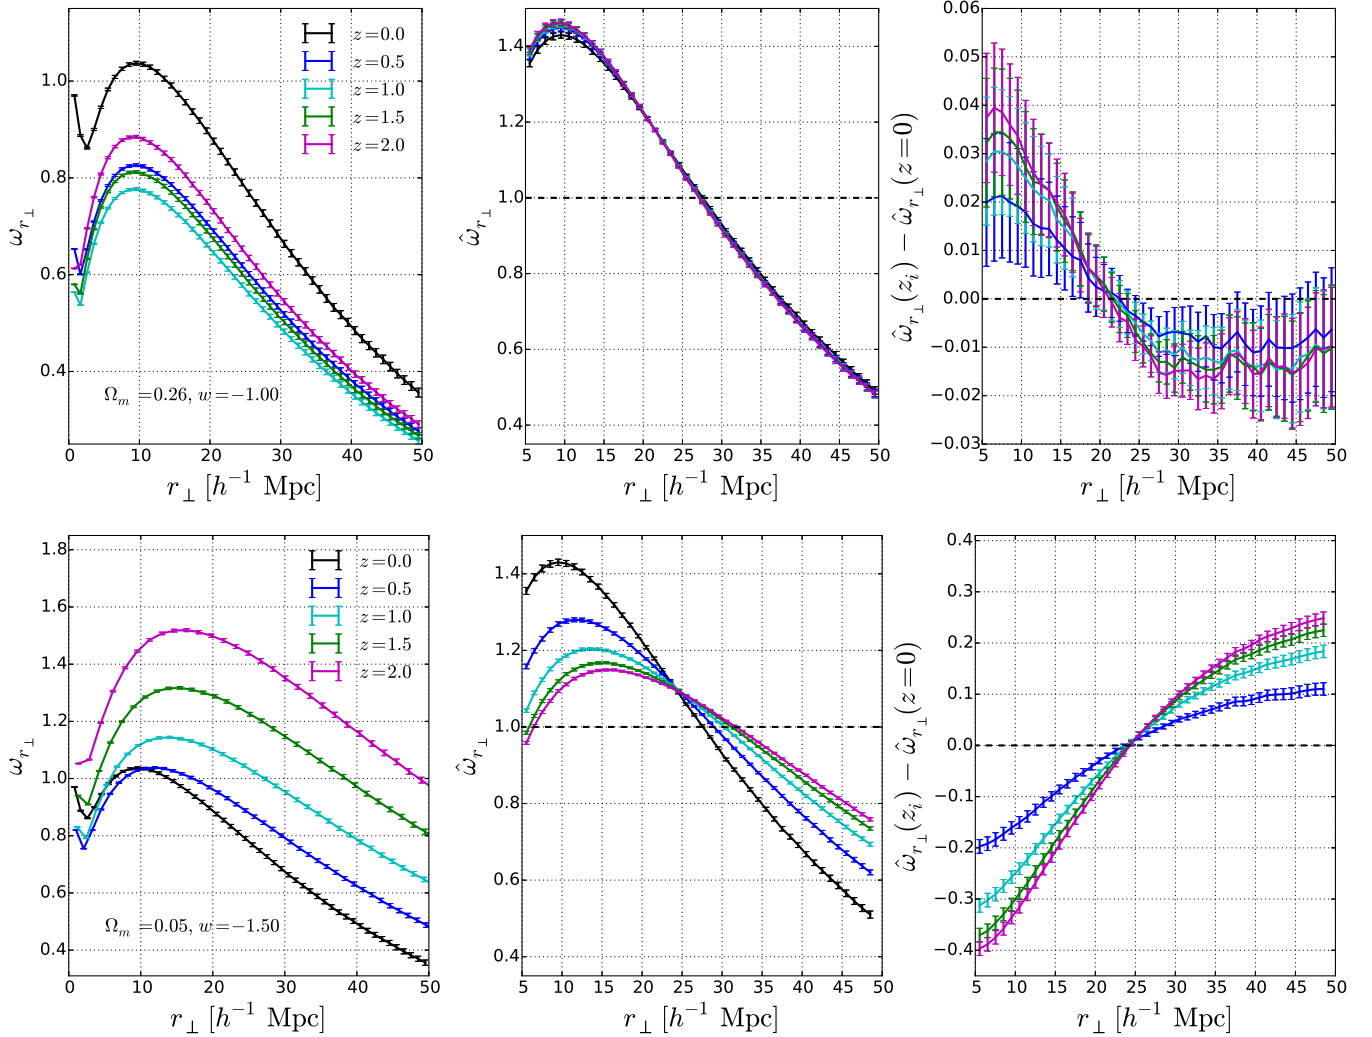 1.0
0.8
0.6
0.4
ω_{r⊥}
z=0.0
z=0.5
z=1.0
z=1.5
z=2.0
Ω_m=0.26, w=−1.00
0 10 20 30 40 50
r_⊥ [h^{-1} Mpc]
1.4
1.2
1.0
0.8
0.6
0.4
ω̂_{r⊥}
5 10 15 20 25 30 35 40 45 50
r_⊥ [h^{-1} Mpc]
0.06
0.05
0.04
0.03
0.02
0.01
0.00
−0.01
−0.02
−0.03
ω̂_{r⊥}(z_i) − ω̂_{r⊥}(z=0)
5 10 15 20 25 30 35 40 45 50
r_⊥ [h^{-1} Mpc]
1.8
1.6
1.4
1.2
1.0
0.8
0.6
0.4
ω_{r⊥}
z=0.0
z=0.5
z=1.0
z=1.5
z=2.0
Ω_m=0.05, w=−1.50
0 10 20 30 40 50
r_⊥ [h^{-1} Mpc]
1.4
1.2
1.0
0.8
0.6
0.4
ω̂_{r⊥}
5 10 15 20 25 30 35 40 45 50
r_⊥ [h^{-1} Mpc]
0.4
0.3
0.2
0.1
0.0
−0.1
−0.2
−0.3
−0.4
ω̂_{r⊥}(z_i) − ω̂_{r⊥}(z=0)
5 10 15 20 25 30 35 40 45 50
r_⊥ [h^{-1} Mpc]